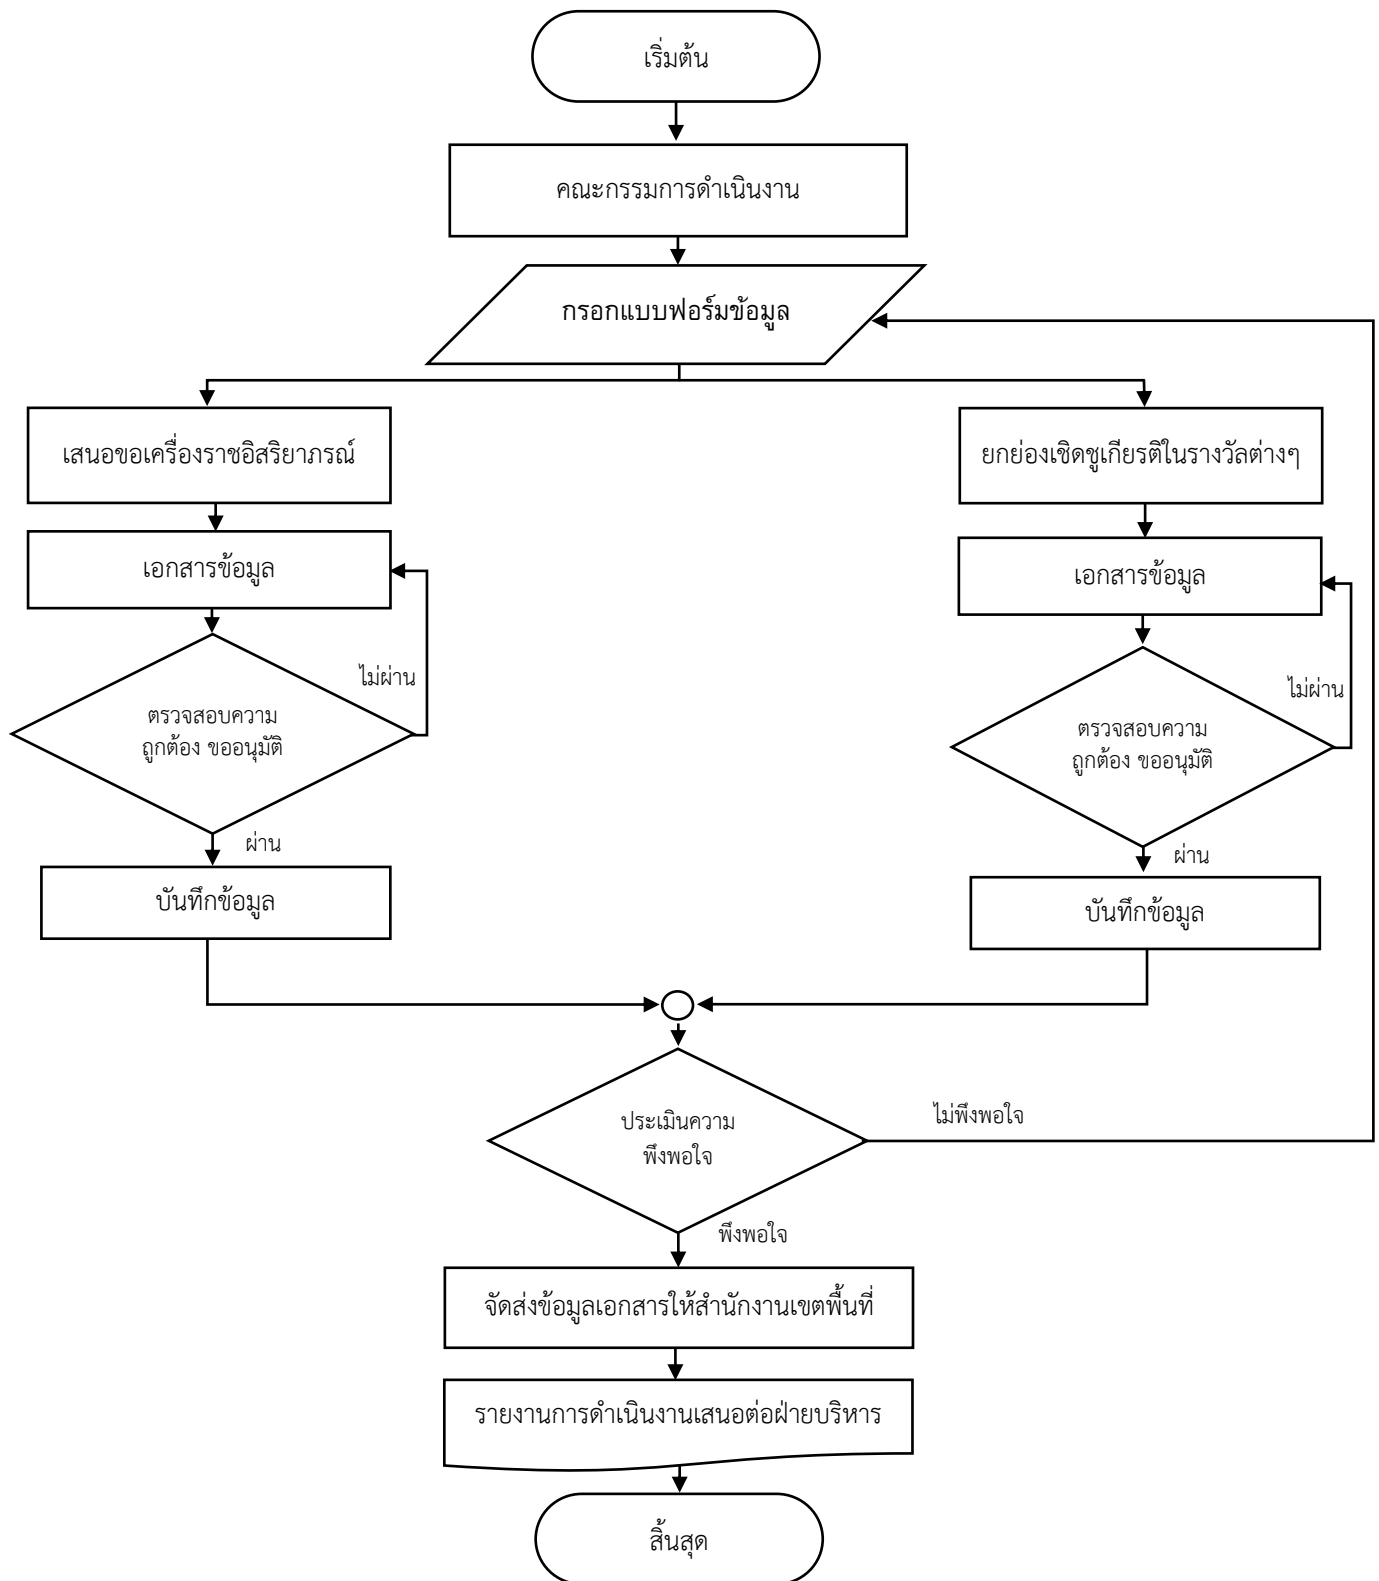 เริ่มต้น
คณะกรรมการดำเนินงาน
กรอกแบบฟอร์มข้อมูล
เสนอขอเครื่องราชอิสริยาภรณ์
ยกย่องเชิดชูเกียรติในรางวัลต่างๆ
เอกสารข้อมูล
เอกสารข้อมูล
ไม่ผ่าน
ไม่ผ่าน
ตรวจสอบความ
ถูกต้อง ขออนุมัติ
ตรวจสอบความ
ถูกต้อง ขออนุมัติ
ผ่าน
ผ่าน
บันทึกข้อมูล
บันทึกข้อมูล
ประเมินความ
พึงพอใจ
ไม่พึงพอใจ
พึงพอใจ
จัดส่งข้อมูลเอกสารให้สำนักงานเขตพื้นที่
รายงานการดำเนินงานเสนอต่อฝ่ายบริหาร
สิ้นสุด